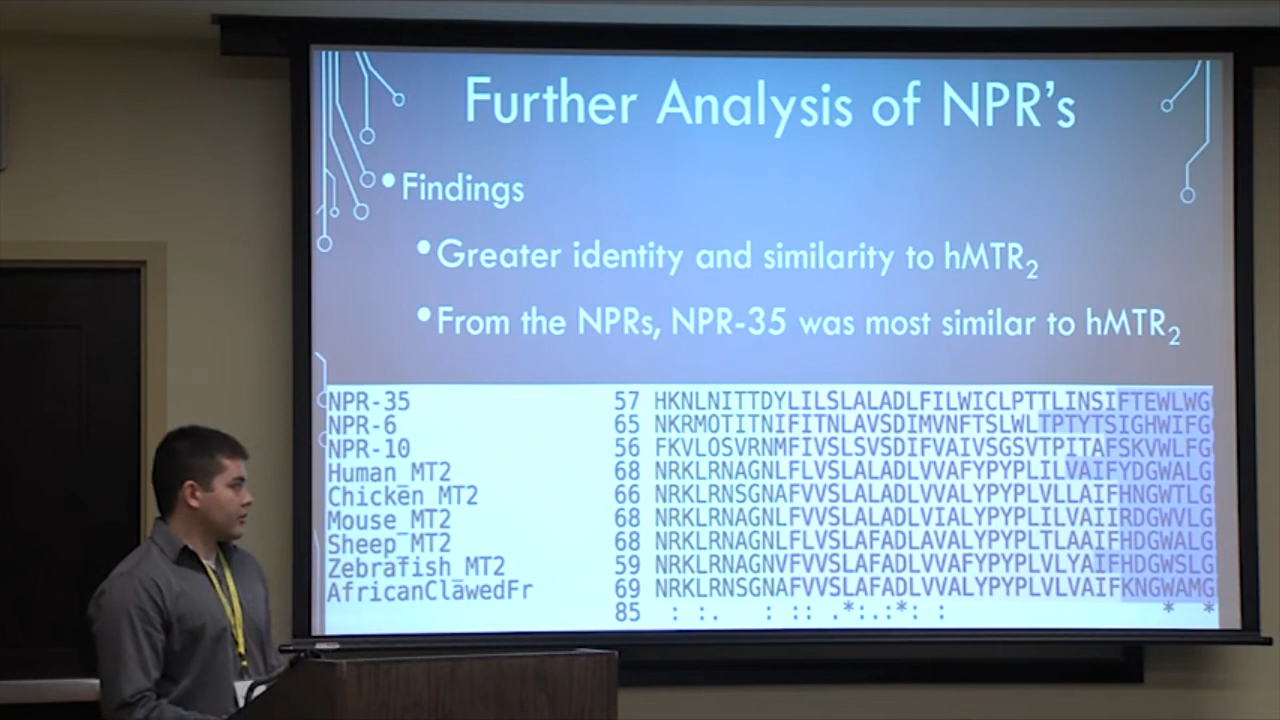 Further Analysis of NPR's
•Findings
•Greater identity and similarity to hMTR2
•From the NPRs, NPR-35 was most similar to hMTR2
NPR-35 57 HKNLNITTDYLILSLALADLFILWICLPTTLINSIFTEWLWG
NPR-6 65 NKRMOTITNIFITNLAVSDIMVNFTSLWLTPTYTSIGHWIFG
NPR-10 56 FKVLOSVRNMFIVSLSVSDIFVAIVSGSVTPITAFSKVWLFG
Human_MT2 68 NRKLRNAGNLFLVSLALADLVVAFYPYPLILVAIFYDGWALG
Chicken_MT2 66 NRKLRNSGNAFVVSLALADLVVALYPYPLVLLAIFHNGWTLG
Mouse_MT2 68 NRKLRNAGNLFVVSLALADLVIALYPYPLILVAIIRDGWVLG
Sheep_MT2 68 NRKLRNAGNLFVVSLAFADLVVALYPYPLTLAAIFHDGWALG
Zebrafish_MT2 59 NRKLRNAGNVFVVSLAFADLVVAFYPYPLVLYAIFHDGWSLG
AfricanClawedFr 69 NRKLRNSGNAFVVSLAFADLVVALYPYPLVLVAIFKNGWAMG
85 : :. : :: .*:.:*: : * *